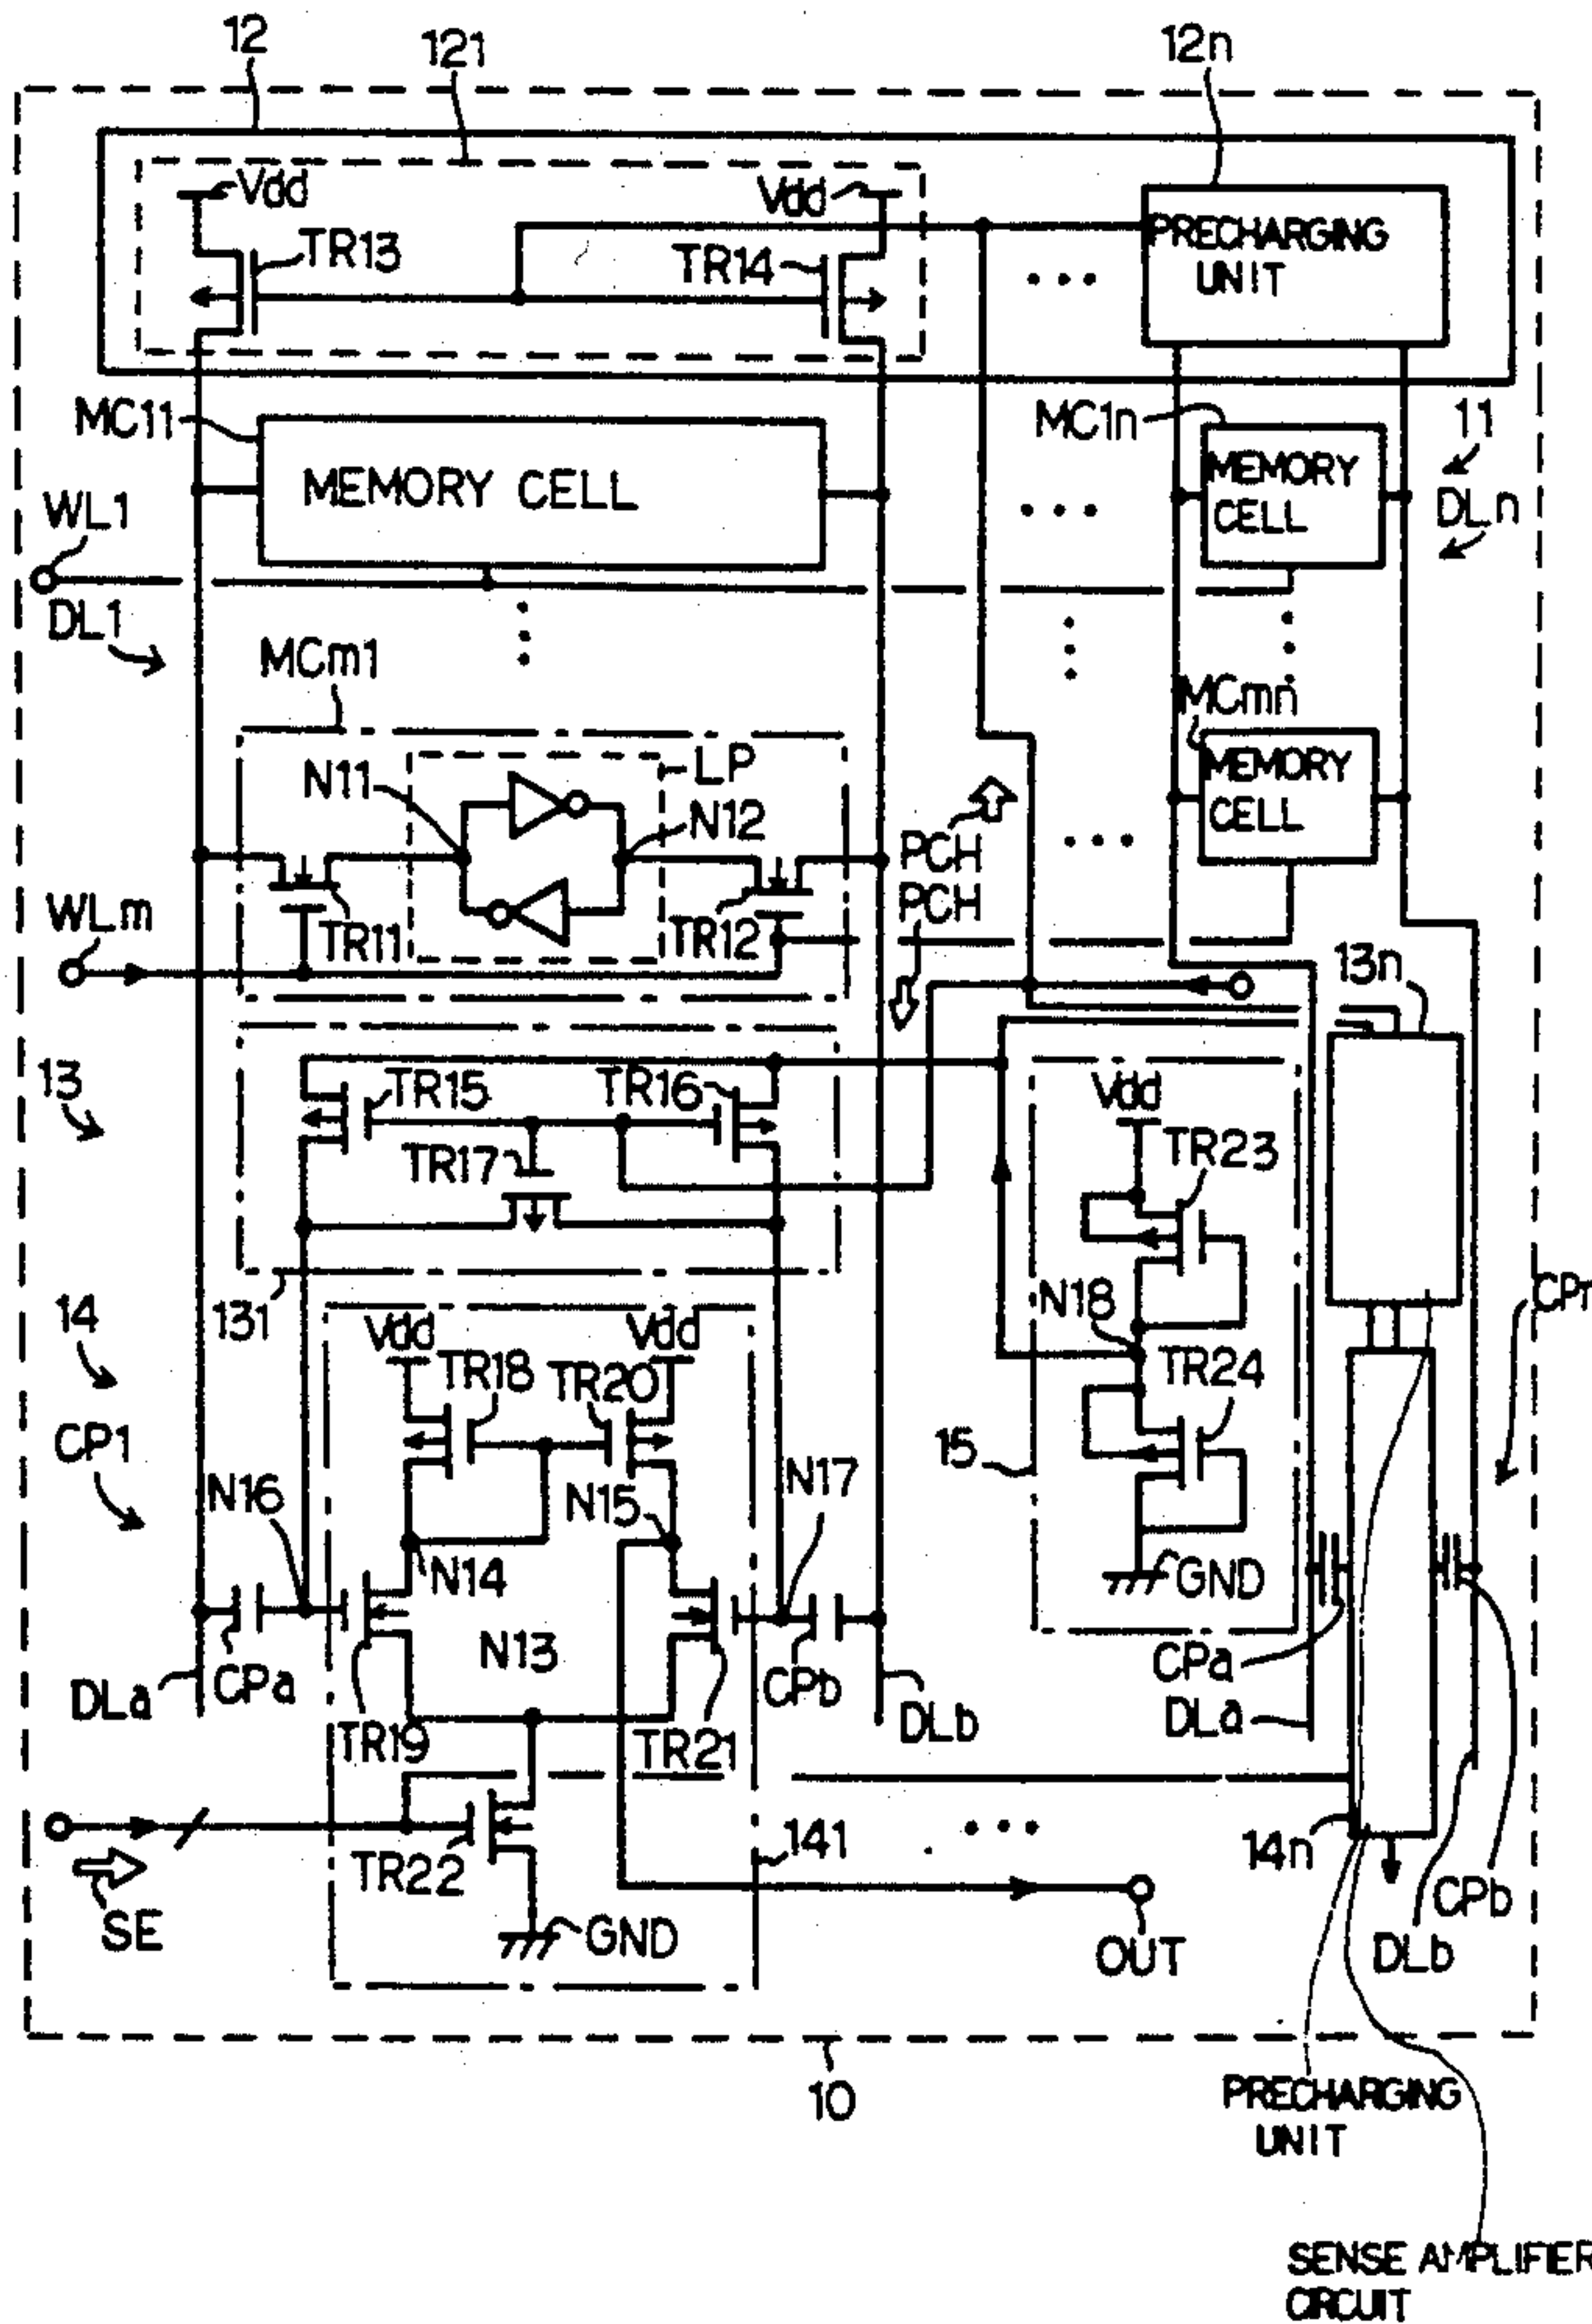 12
121
12n
Vdd
Vdd
TR13
TR14
PRECHARGING
UNIT
MC11
MEMORY CELL
MC1n
MEMORY
CELL
11
DLn
WL1
DL1
MCm1
MCmn
MEMORY
CELL
LP
N11
N12
PCH
PCH
TR11
TR12
WLm
13n
13
TR15
TR16
TR17
131
Vdd
TR23
N18
TR24
15
GND
14
CP1
Vdd
Vdd
TR18
TR20
N16
N15
N17
N14
N13
DLa
CPa
TR19
TR21
CPb
DLb
CPa
DLa
TR22
141
14n
CPb
DLb
SE
GND
OUT
10
PRECHARGING
UNIT
SENSE AMPLIFIER
CIRCUIT